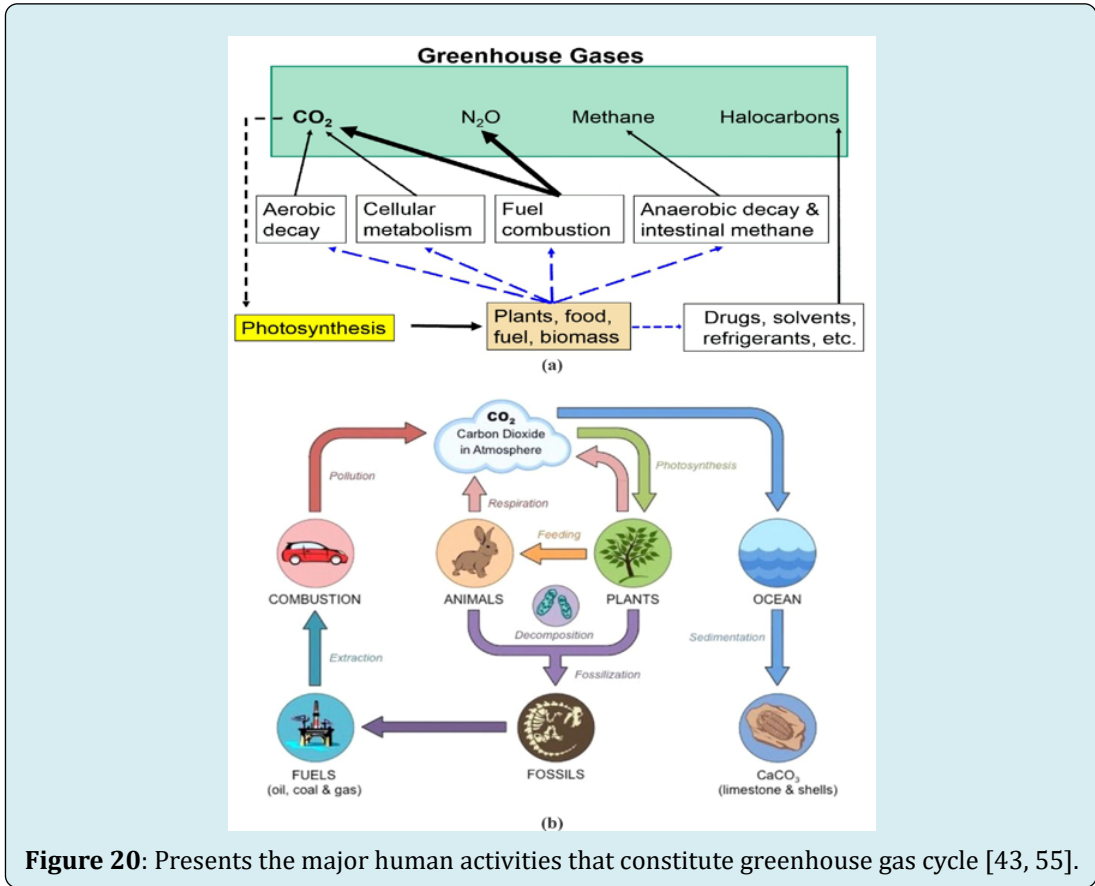 Greenhouse Gases
CO₂
N₂O
Methane
Halocarbons
Aerobic
decay
Cellular
metabolism
Fuel
combustion
Anaerobic decay &
intestinal methane
Photosynthesis
Plants, food,
fuel, biomass
Drugs, solvents,
refrigerants, etc.
(a)
CO₂
Carbon Dioxide
in Atmosphere
Pollution
Photosynthesis
Respiration
Feeding
COMBUSTION
ANIMALS
PLANTS
OCEAN
Decomposition
Sedimentation
Extraction
Fossilization
FUELS
(oil, coal & gas)
FOSSILS
CaCO₃
(limestone & shells)
(b)
Figure 20: Presents the major human activities that constitute greenhouse gas cycle [43, 55].